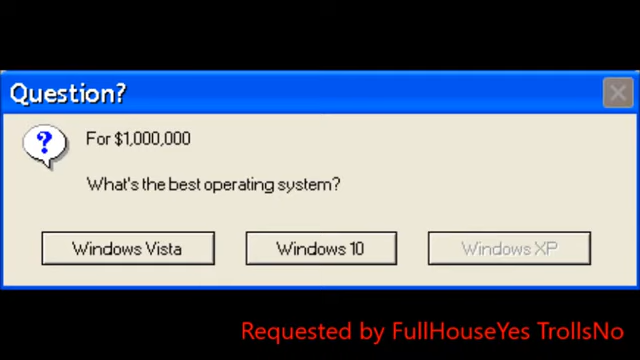 Question?
For $1,000,000
What's the best operating system?
Windows Vista
Windows 10
Windows XP
Requested by FullHouseYes TrollsNo